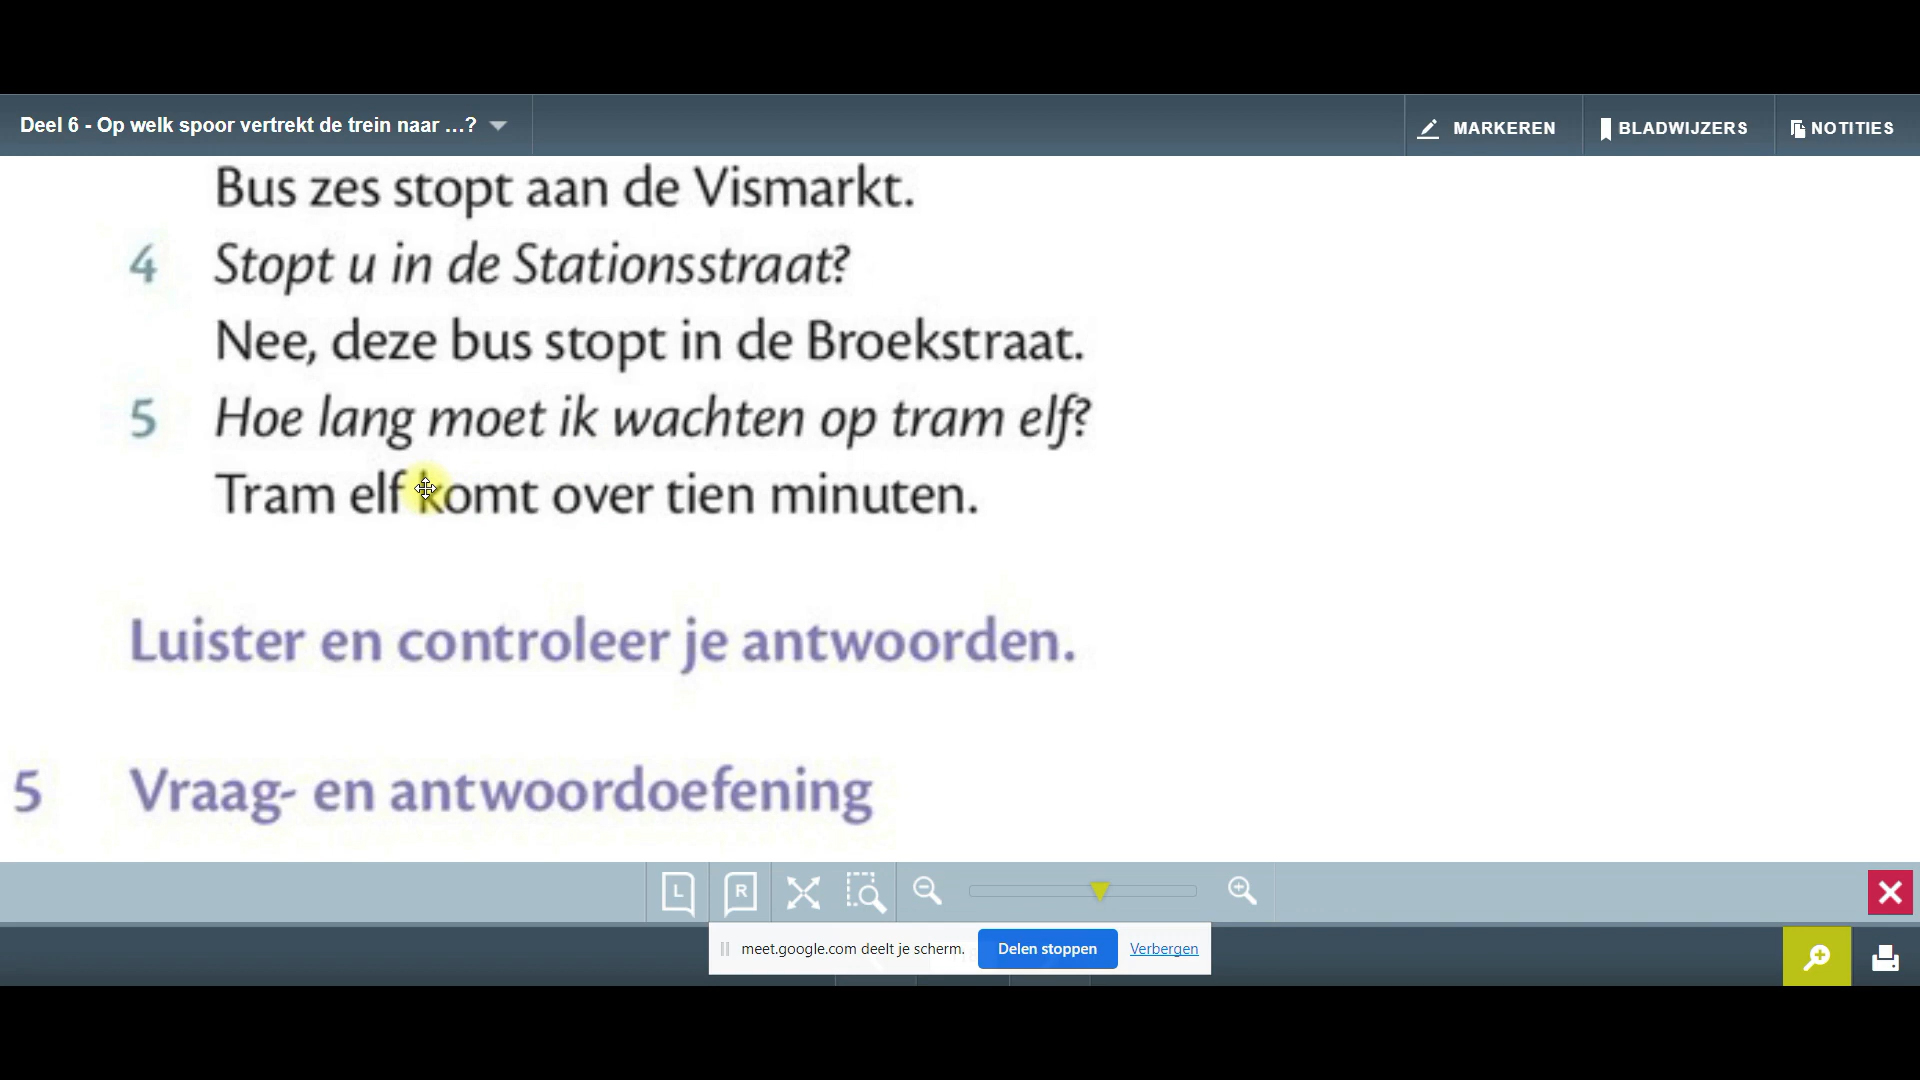 Deel 6 - Op welk spoor vertrekt de trein naar ...?
MARKEREN
BLADWIJZERS
NOTITIES
Bus zes stopt aan de Vismarkt.
4 Stopt u in de Stationsstraat?
Nee, deze bus stopt in de Broekstraat.
5 Hoe lang moet ik wachten op tram elf?
Tram elf komt over tien minuten.
Luister en controleer je antwoorden.
5 Vraag- en antwoordoefening
L
R
meet.google.com deelt je scherm.
Delen stoppen
Verbergen